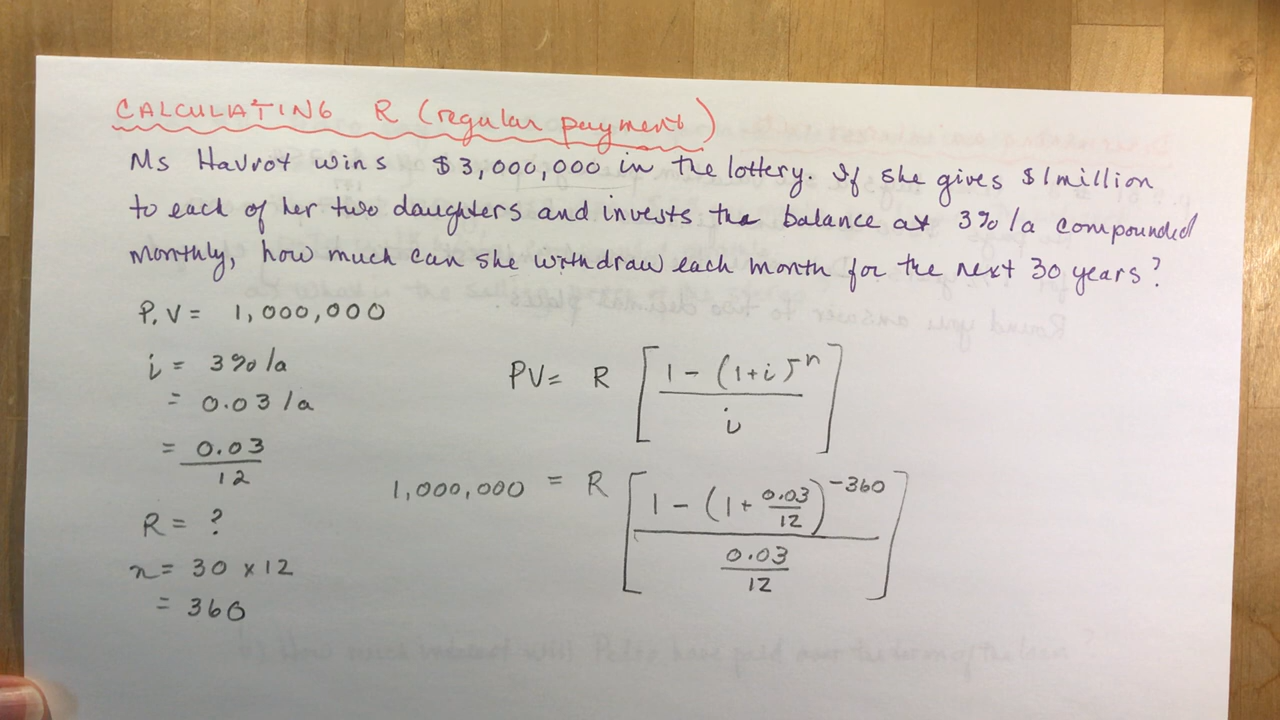 CALCULATING R (regular payment)
Ms Havrot wins $3,000,000 in the lottery. If she gives $1 million
to each of her two daughters and invests the balance at 3%/a compounded
monthly, how much can she withdraw each month for the next 30 years?
P.V = 1,000,000
i = 3%/a
= 0.03/a
= 0.03/12
R = ?
n = 30 x 12
= 360
PV = R [1 - (1+i)^-n / i]
1,000,000 = R [1 - (1 + 0.03/12)^-360 / 0.03/12]